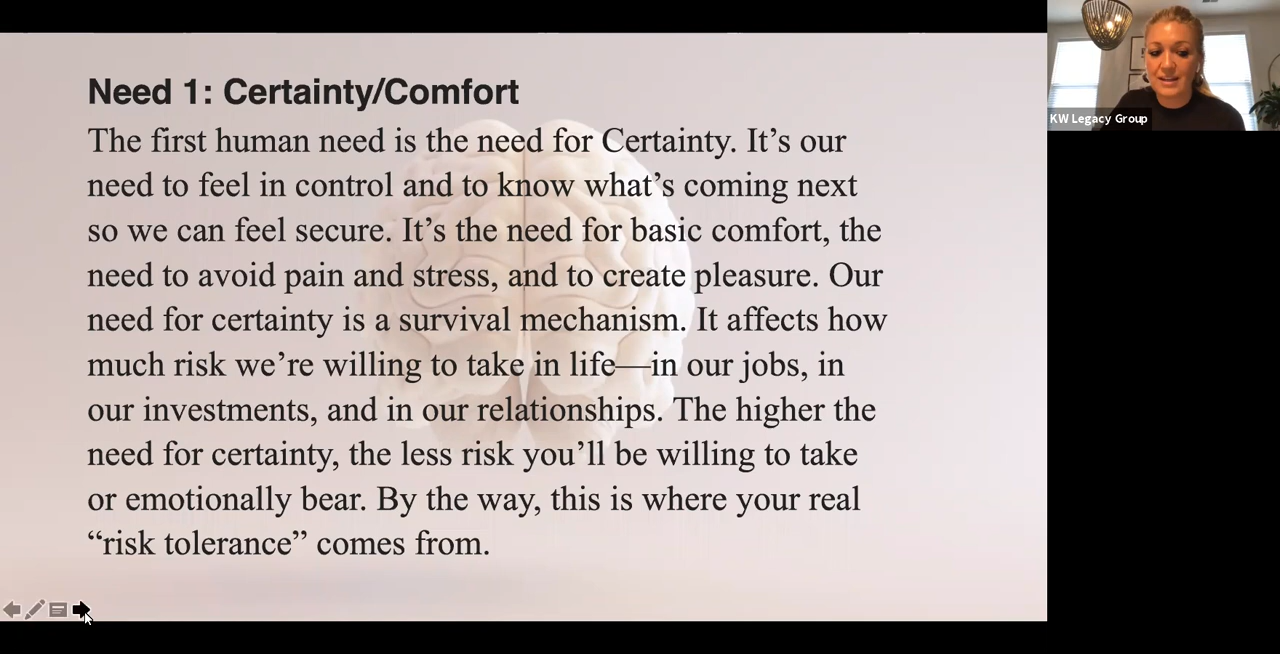 Need 1: Certainty/Comfort
The first human need is the need for Certainty. It’s our
need to feel in control and to know what’s coming next
so we can feel secure. It’s the need for basic comfort, the
need to avoid pain and stress, and to create pleasure. Our
need for certainty is a survival mechanism. It affects how
much risk we’re willing to take in life—in our jobs, in
our investments, and in our relationships. The higher the
need for certainty, the less risk you’ll be willing to take
or emotionally bear. By the way, this is where your real
“risk tolerance” comes from.
KW Legacy Group